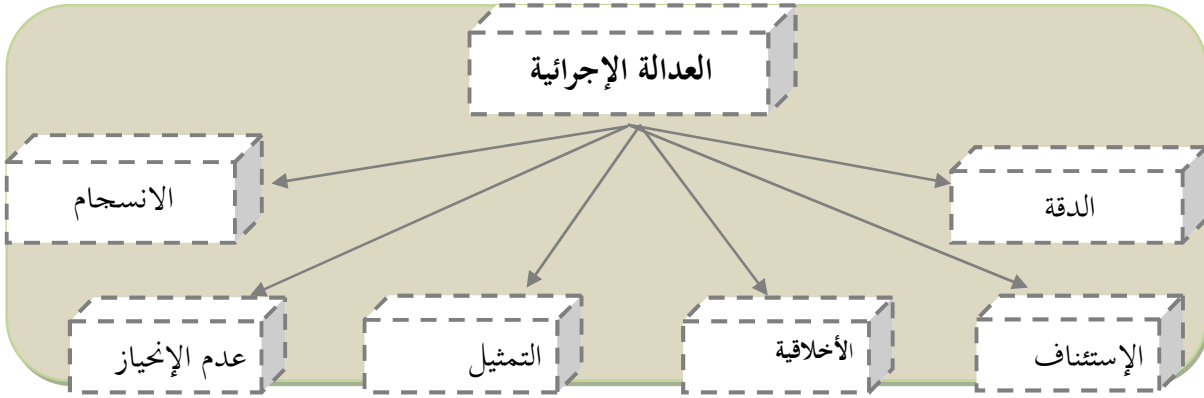 العدالة الإجرائية
الدقة
الانسجام
الإستئناف
الأخلاقية
التمثيل
عدم الإنحياز